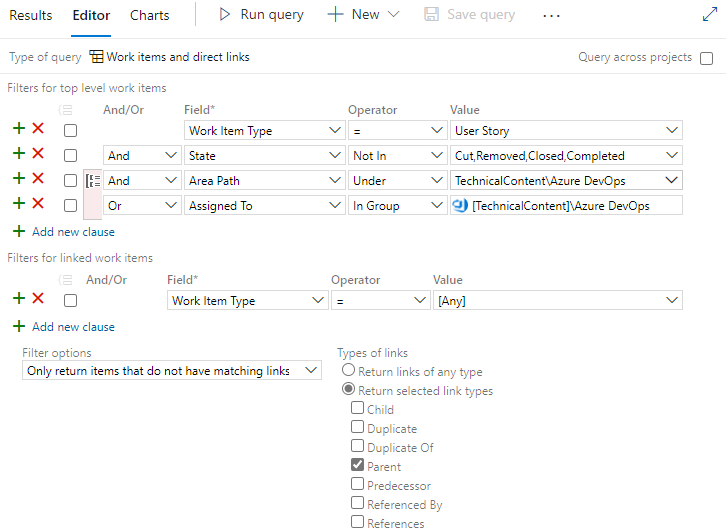 Results Editor Charts Run query New Save query ...
Type of query Work items and direct links Query across projects
Filters for top level work items
And/Or Field* Operator Value
Work Item Type = User Story
And State Not In Cut,Removed,Closed,Completed
And Area Path Under TechnicalContent\Azure DevOps
Or Assigned To In Group [TechnicalContent]\Azure DevOps
Add new clause
Filters for linked work items
And/Or Field* Operator Value
Work Item Type = [Any]
Add new clause
Filter options Types of links
Only return items that do not have matching links Return links of any type
Return selected link types
Child
Duplicate
Duplicate Of
Parent
Predecessor
Referenced By
References